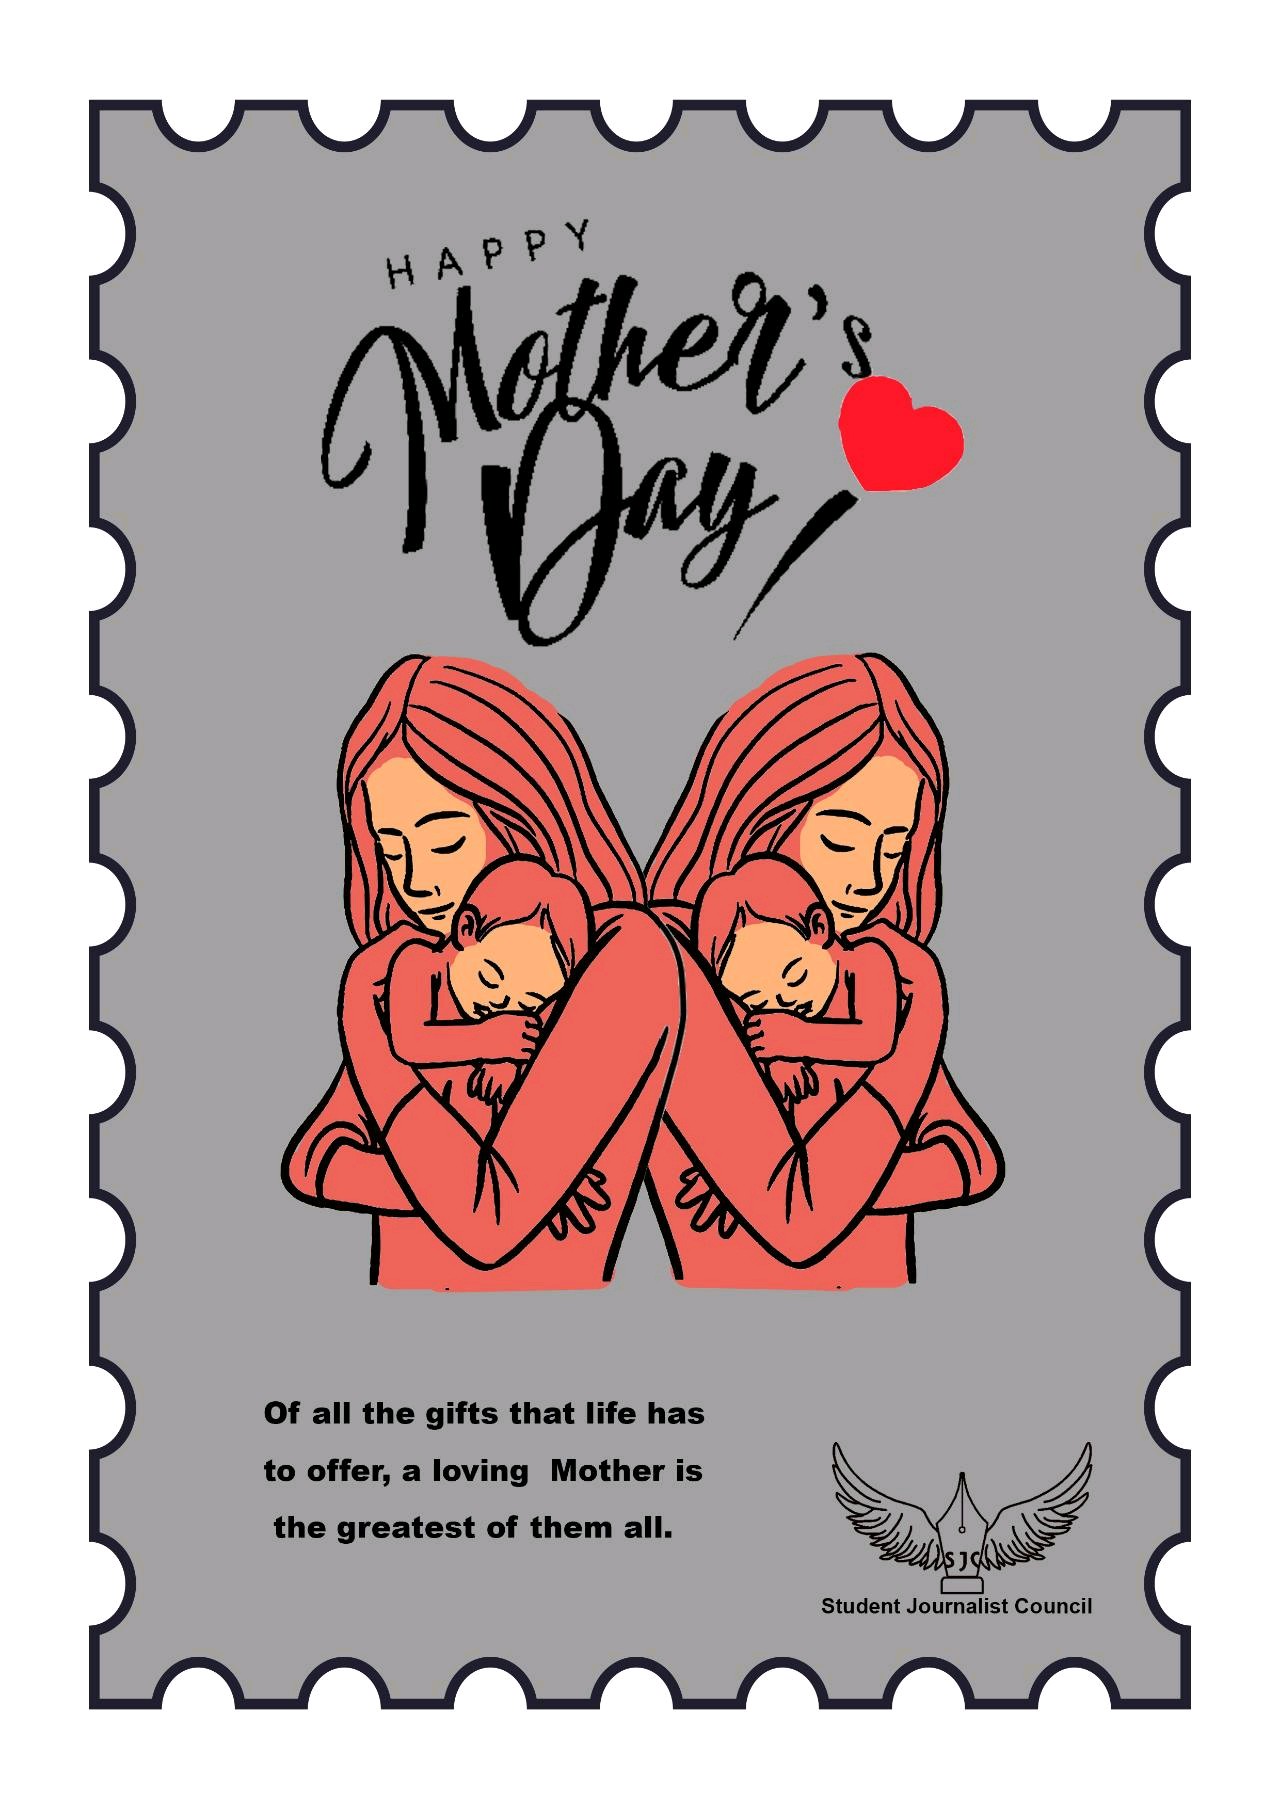 HAPPY
Mother's
Day
Of all the gifts that life has
to offer, a loving  Mother is
the greatest of them all.
SJC
Student Journalist Council